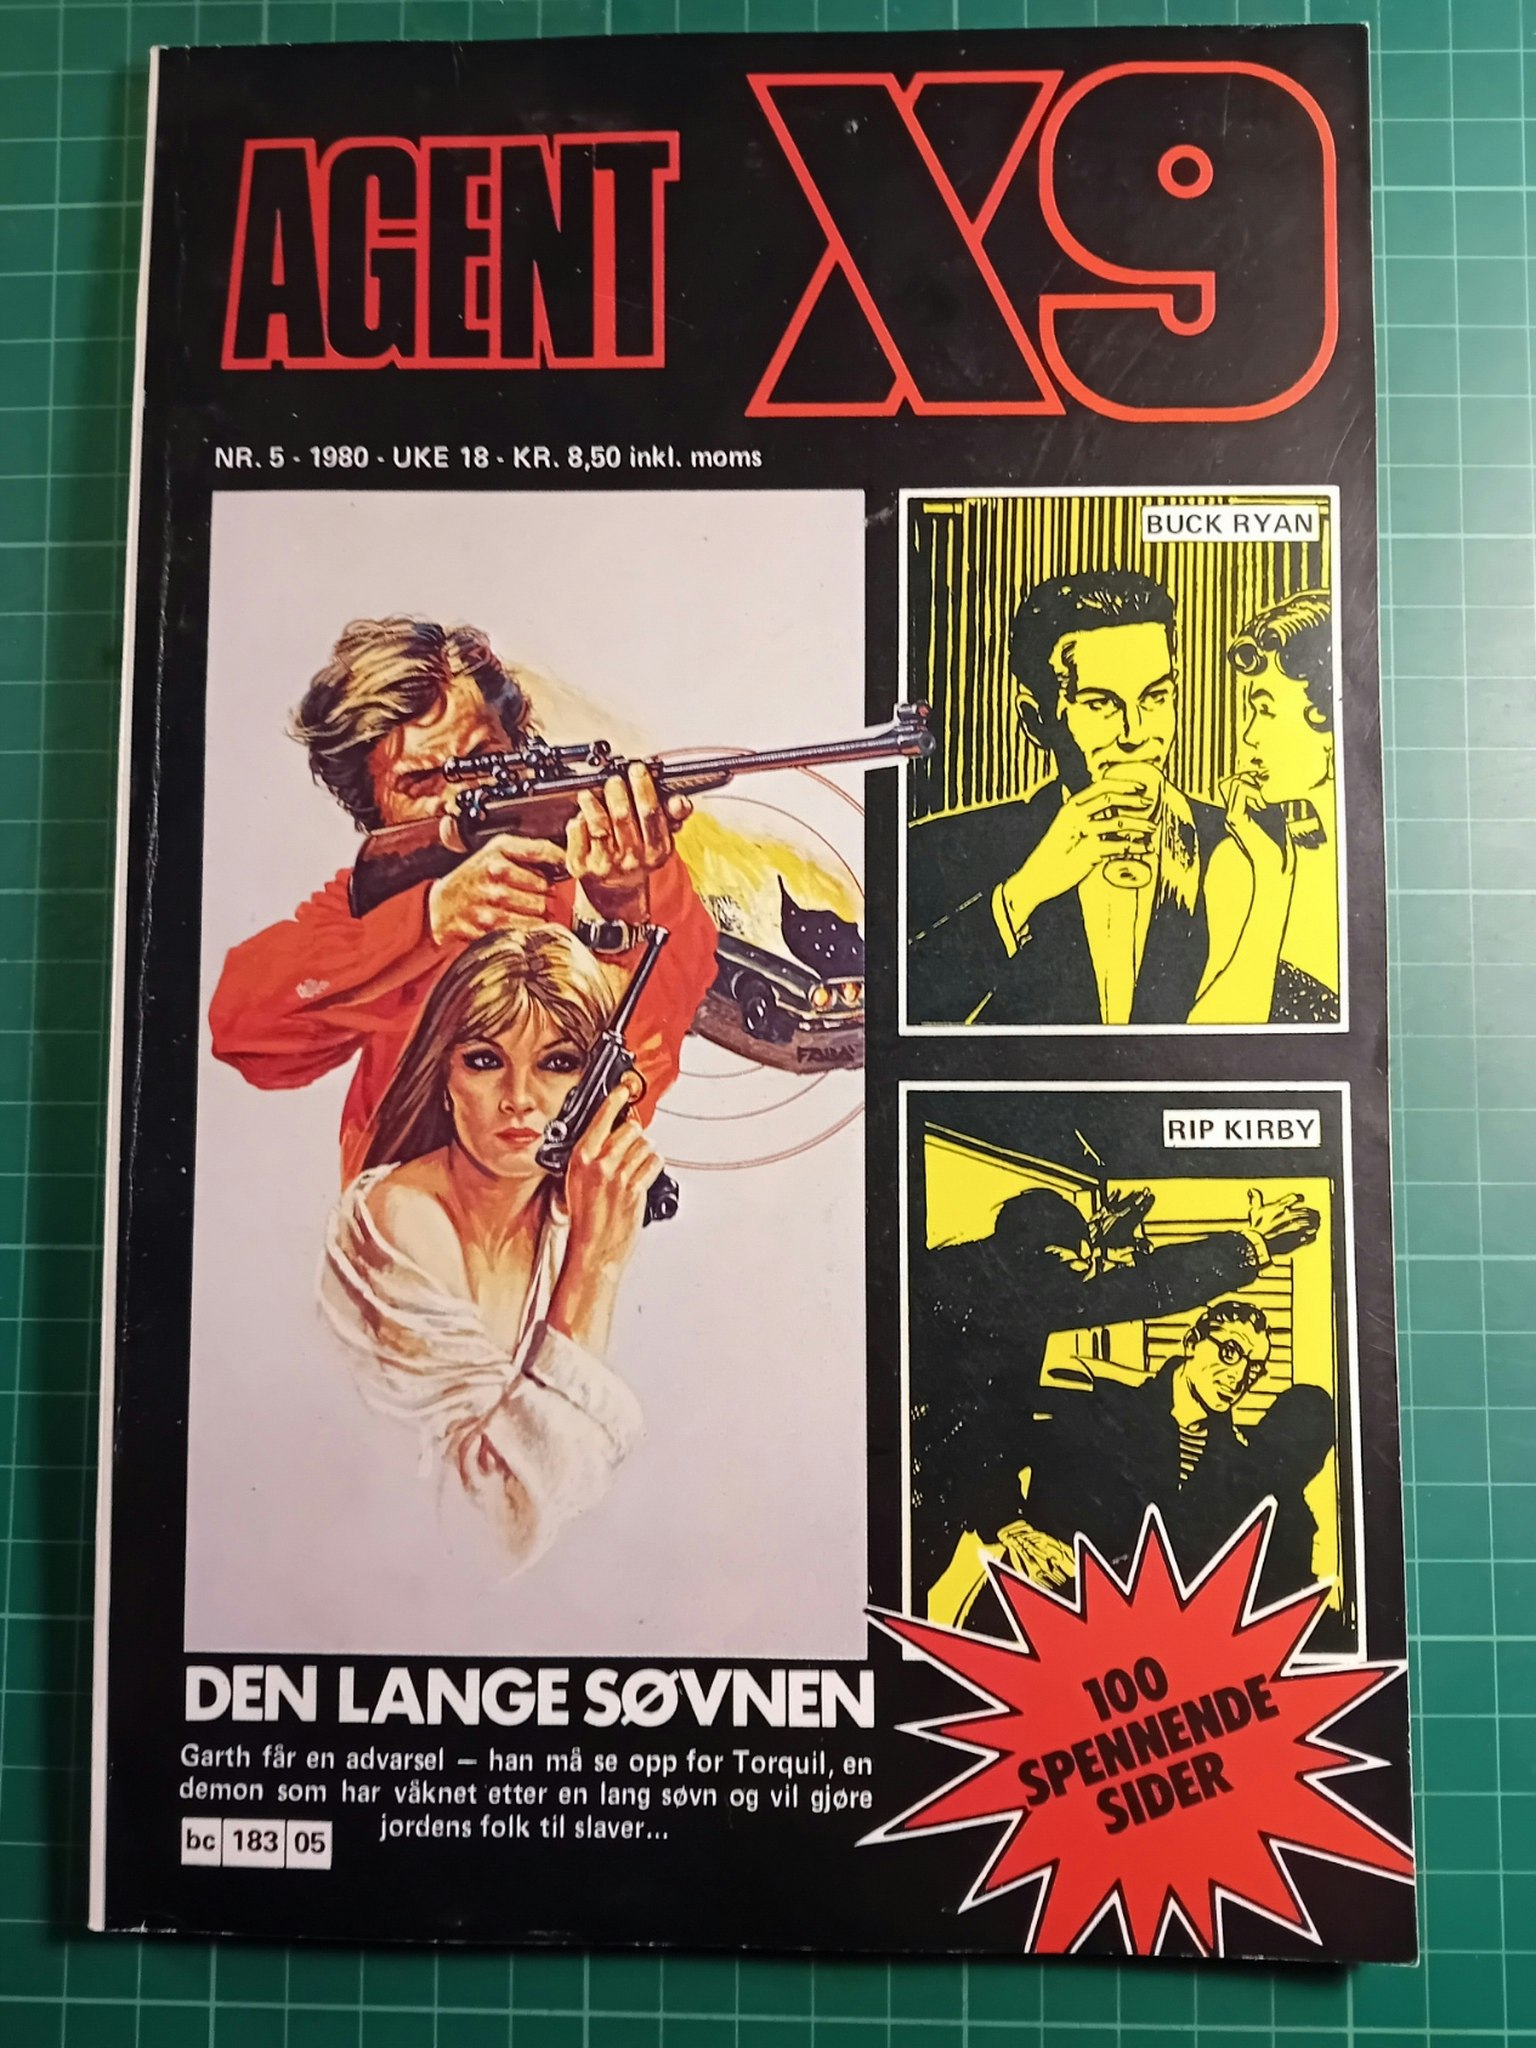 AGENT X9
NR. 5 - 1980 - UKE 18 - KR. 8,50 inkl. moms
BUCK RYAN
RIP KIRBY
DEN LANGE SØVNEN
Garth får en advarsel — han må se opp for Torquil, en
demon som har våknet etter en lang søvn og vil gjøre
jordens folk til slaver...
bc 183 05
100
SPENNENDE
SIDER